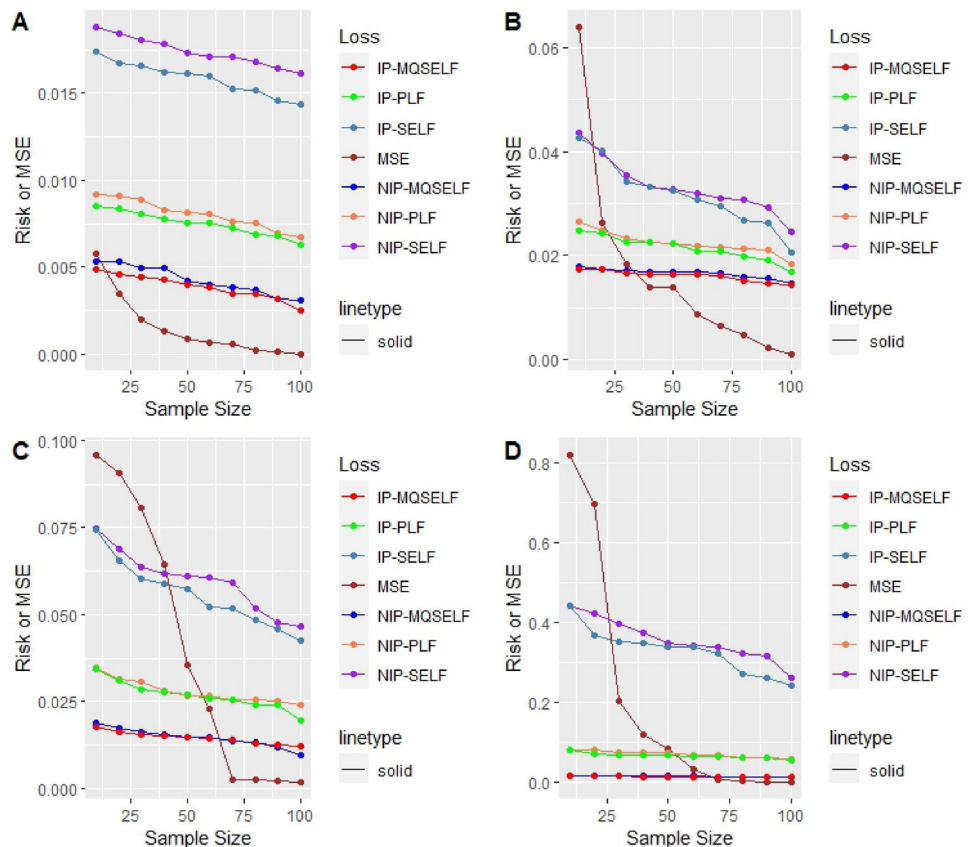 A
Risk or MSE
0.015
0.010
0.005
0.000
25
50
75
100
Sample Size
Loss
IP-MQSELF
IP-PLF
IP-SELF
MSE
NIP-MQSELF
NIP-PLF
NIP-SELF
linetype
solid
B
Risk or MSE
0.06
0.04
0.02
0.00
25
50
75
100
Sample Size
Loss
IP-MQSELF
IP-PLF
IP-SELF
MSE
NIP-MQSELF
NIP-PLF
NIP-SELF
linetype
solid
C
Risk or MSE
0.100
0.075
0.050
0.025
0.000
25
50
75
100
Sample Size
Loss
IP-MQSELF
IP-PLF
IP-SELF
MSE
NIP-MQSELF
NIP-PLF
NIP-SELF
linetype
solid
D
Risk or MSE
0.8
0.6
0.4
0.2
0.0
25
50
75
100
Sample Size
Loss
IP-MQSELF
IP-PLF
IP-SELF
MSE
NIP-MQSELF
NIP-PLF
NIP-SELF
linetype
solid